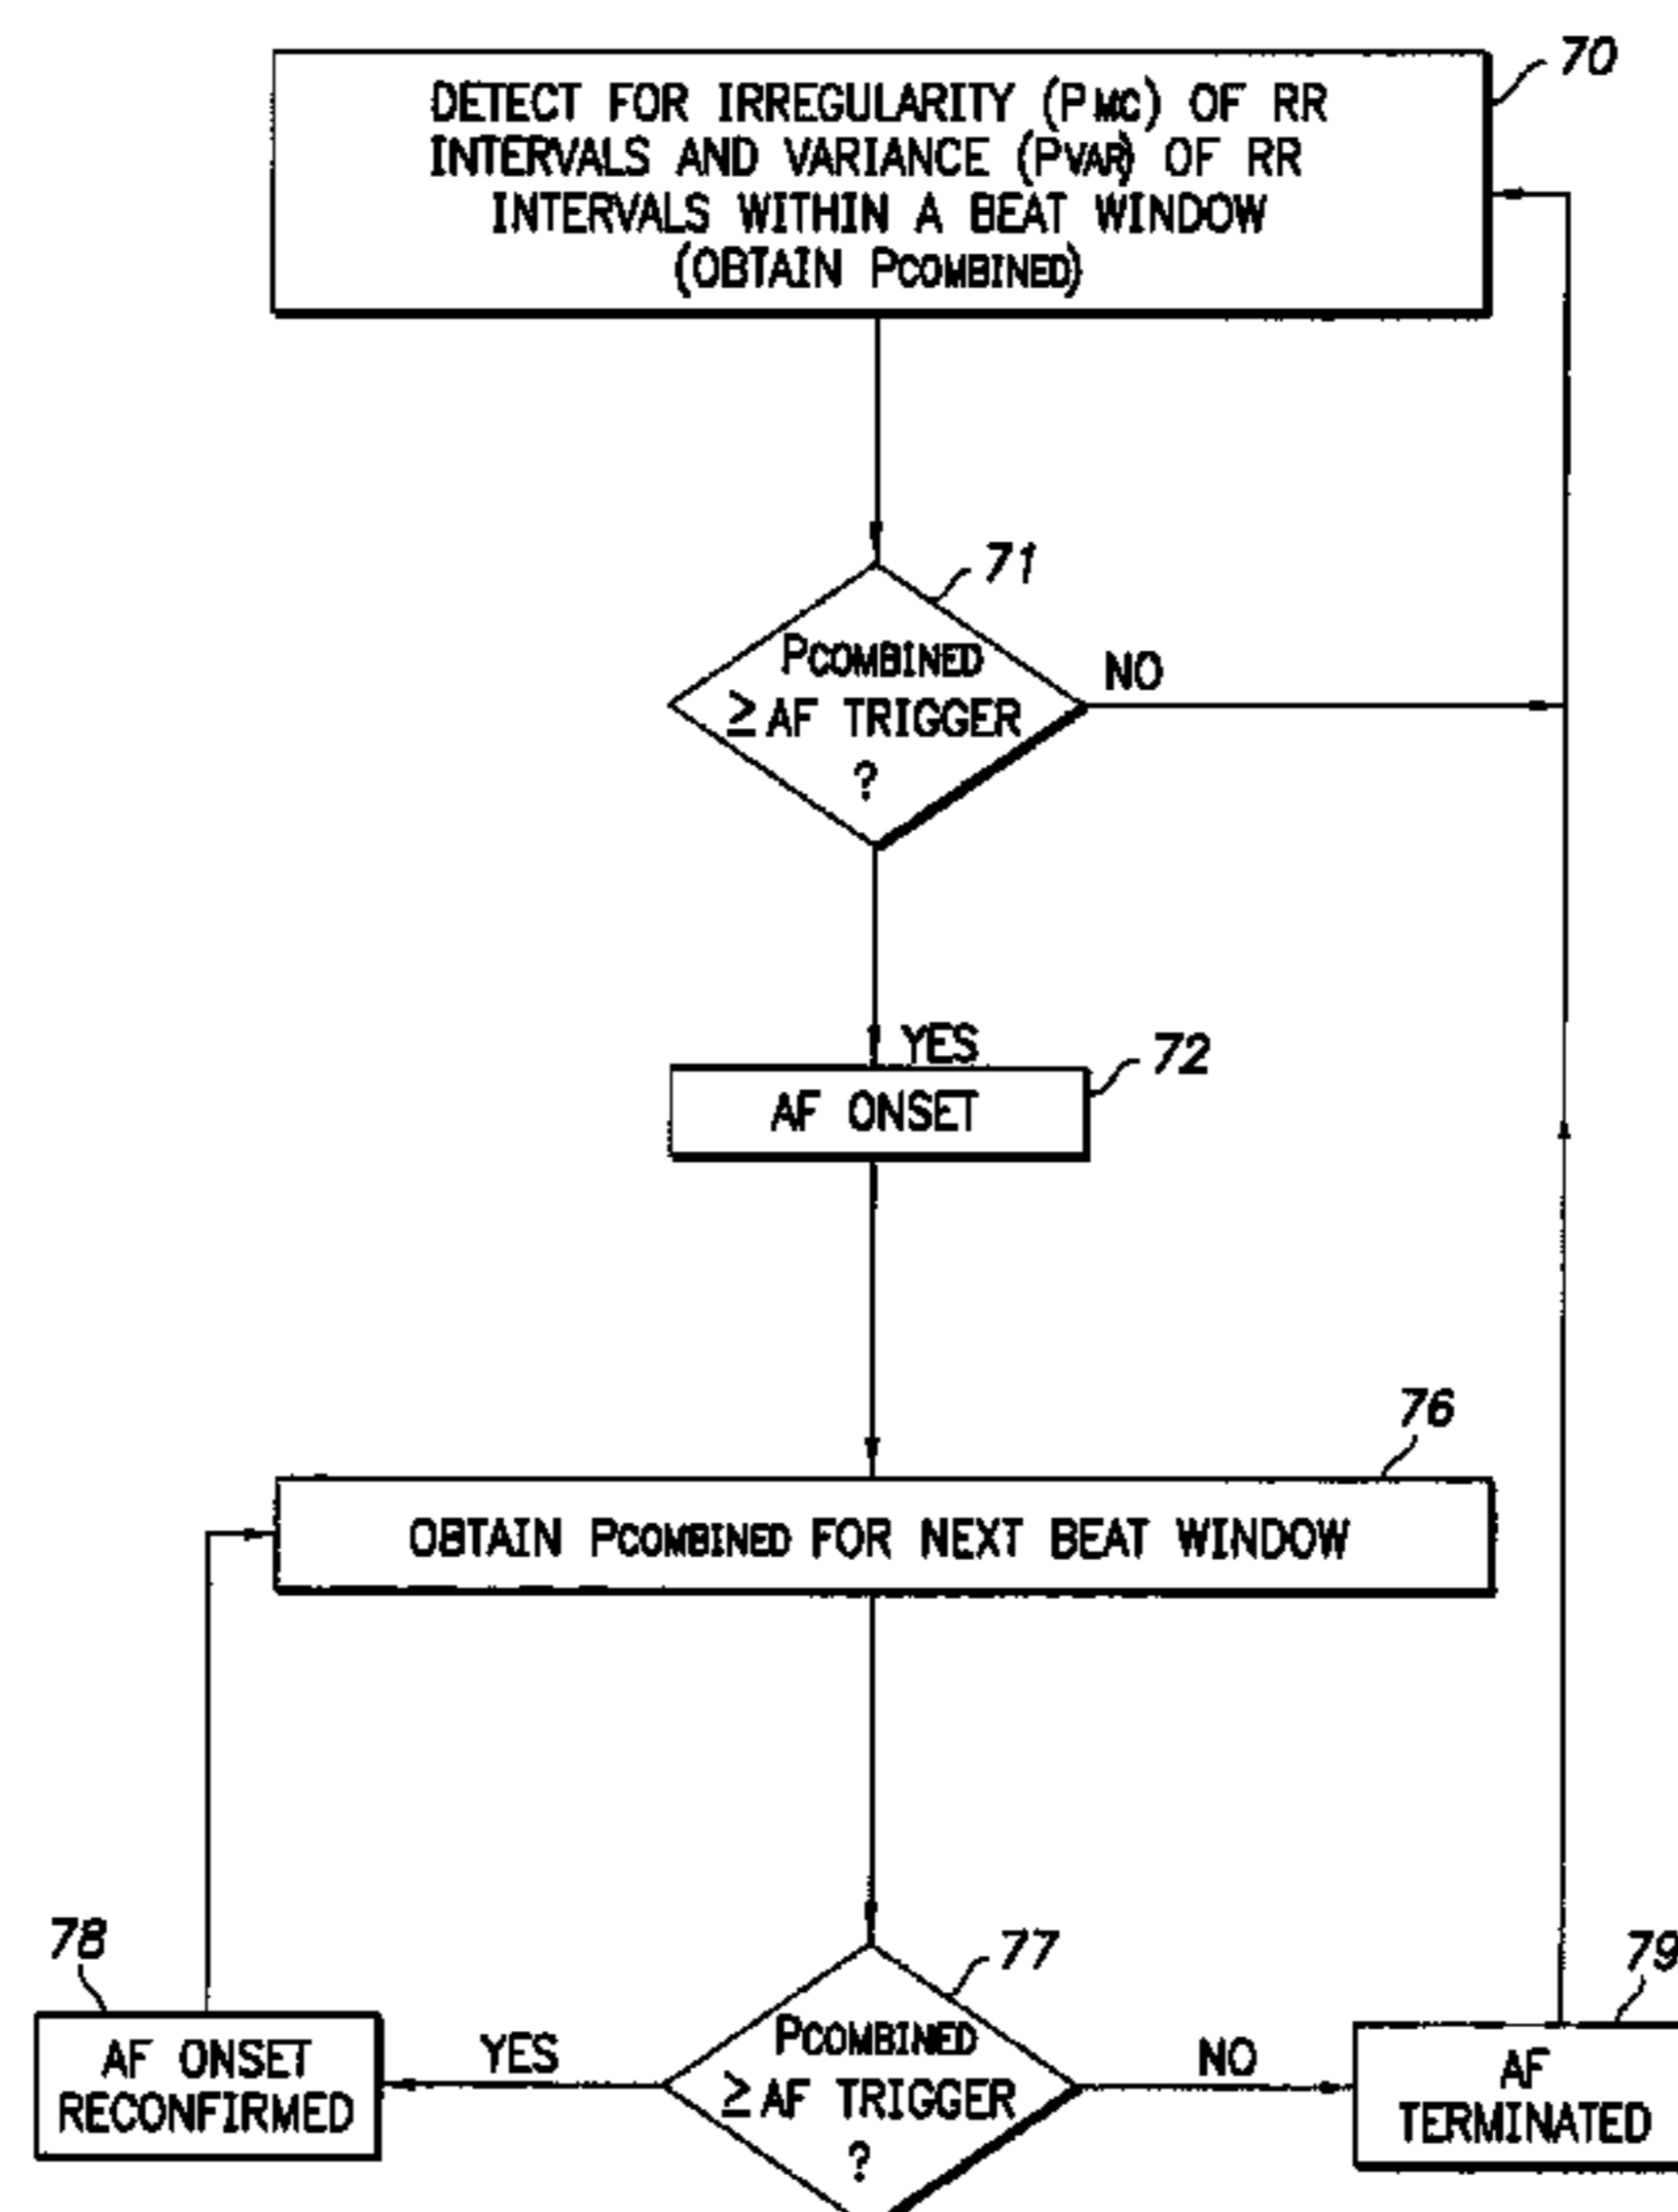 70
DETECT FOR IRREGULARITY (PMC) OF RR
INTERVALS AND VARIANCE (PVAR) OF RR
INTERVALS WITHIN A BEAT WINDOW
(OBTAIN PCOMBINED)
71
PCOMBINED
≥ AF TRIGGER
?
NO
YES
72
AF ONSET
76
OBTAIN PCOMBINED FOR NEXT BEAT WINDOW
78
AF ONSET
RECONFIRMED
YES
77
PCOMBINED
≥ AF TRIGGER
?
NO
79
AF
TERMINATED